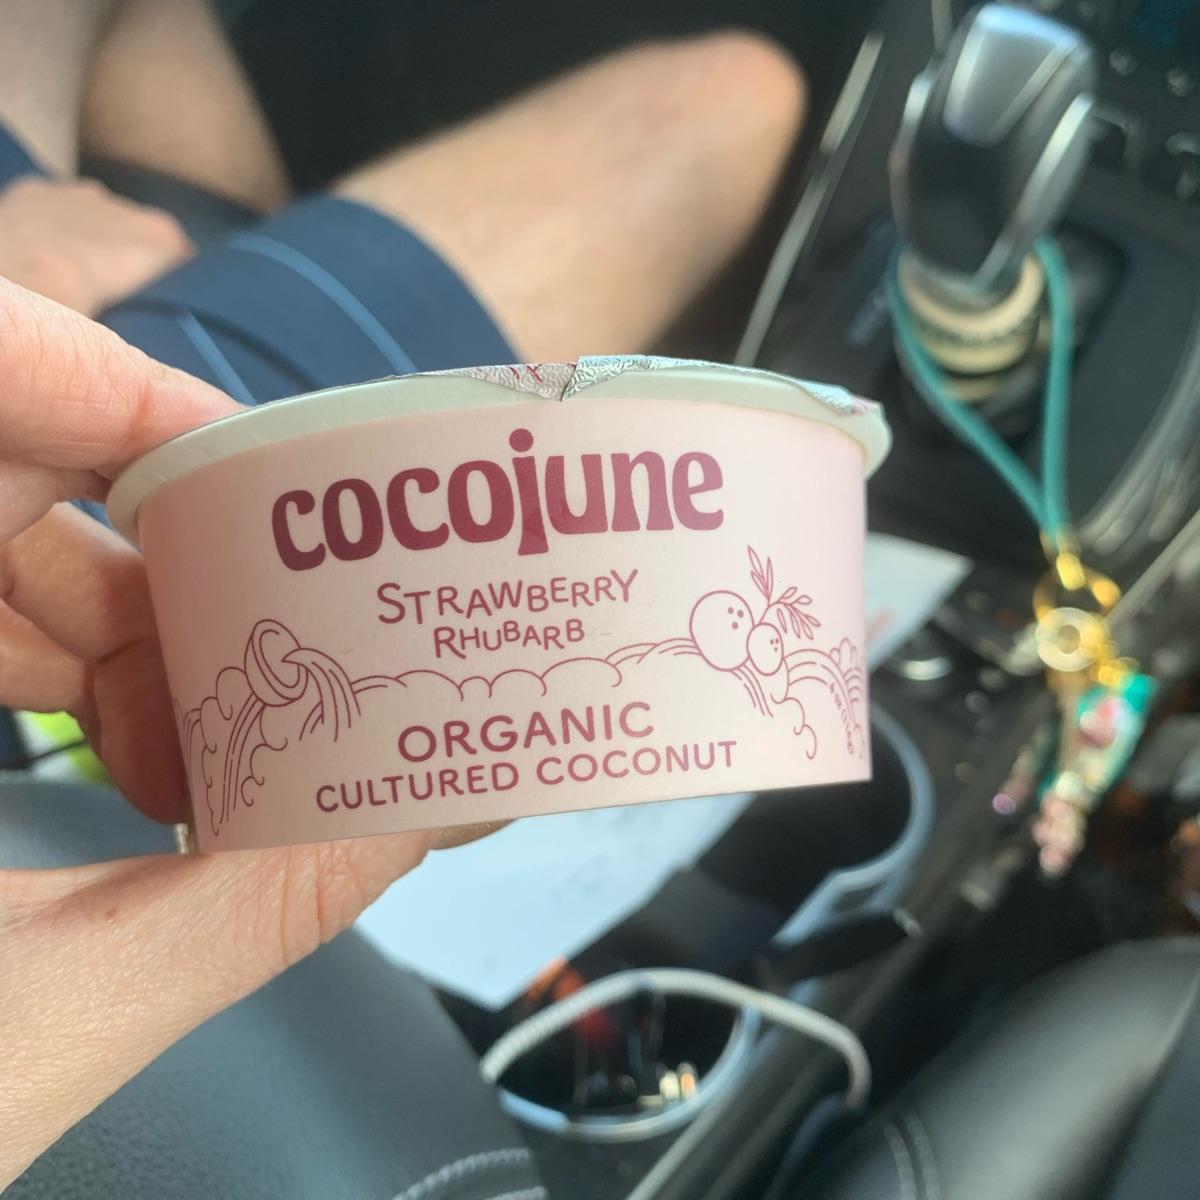 cocojune
STRAWBERRY
RHUBARB
ORGANIC
CULTURED COCONUT